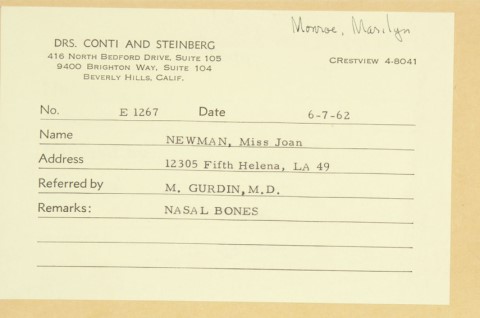 Monroe, Marilyn
DRS. CONTI AND STEINBERG
416 NORTH BEDFORD DRIVE, SUITE 105
9400 BRIGHTON WAY, SUITE 104
BEVERLY HILLS, CALIF.
CRESTVIEW 4-8041
No. E 1267 Date 6-7-62
Name NEWMAN, Miss Joan
Address 12305 Fifth Helena, LA 49
Referred by M. GURDIN,M.D.
Remarks: NASAL BONES